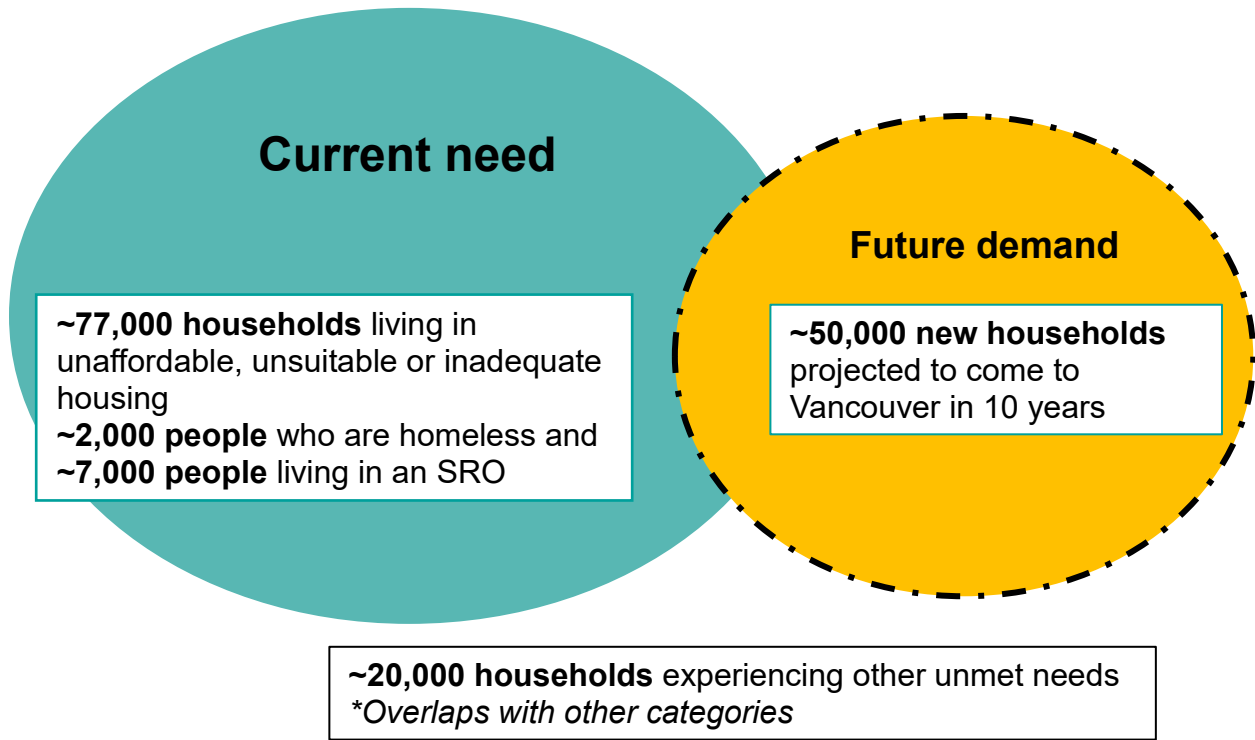 Current need
~77,000 households living in
unaffordable, unsuitable or inadequate
housing
~2,000 people who are homeless and
~7,000 people living in an SRO
Future demand
~50,000 new households
projected to come to
Vancouver in 10 years
~20,000 households experiencing other unmet needs
*Overlaps with other categories